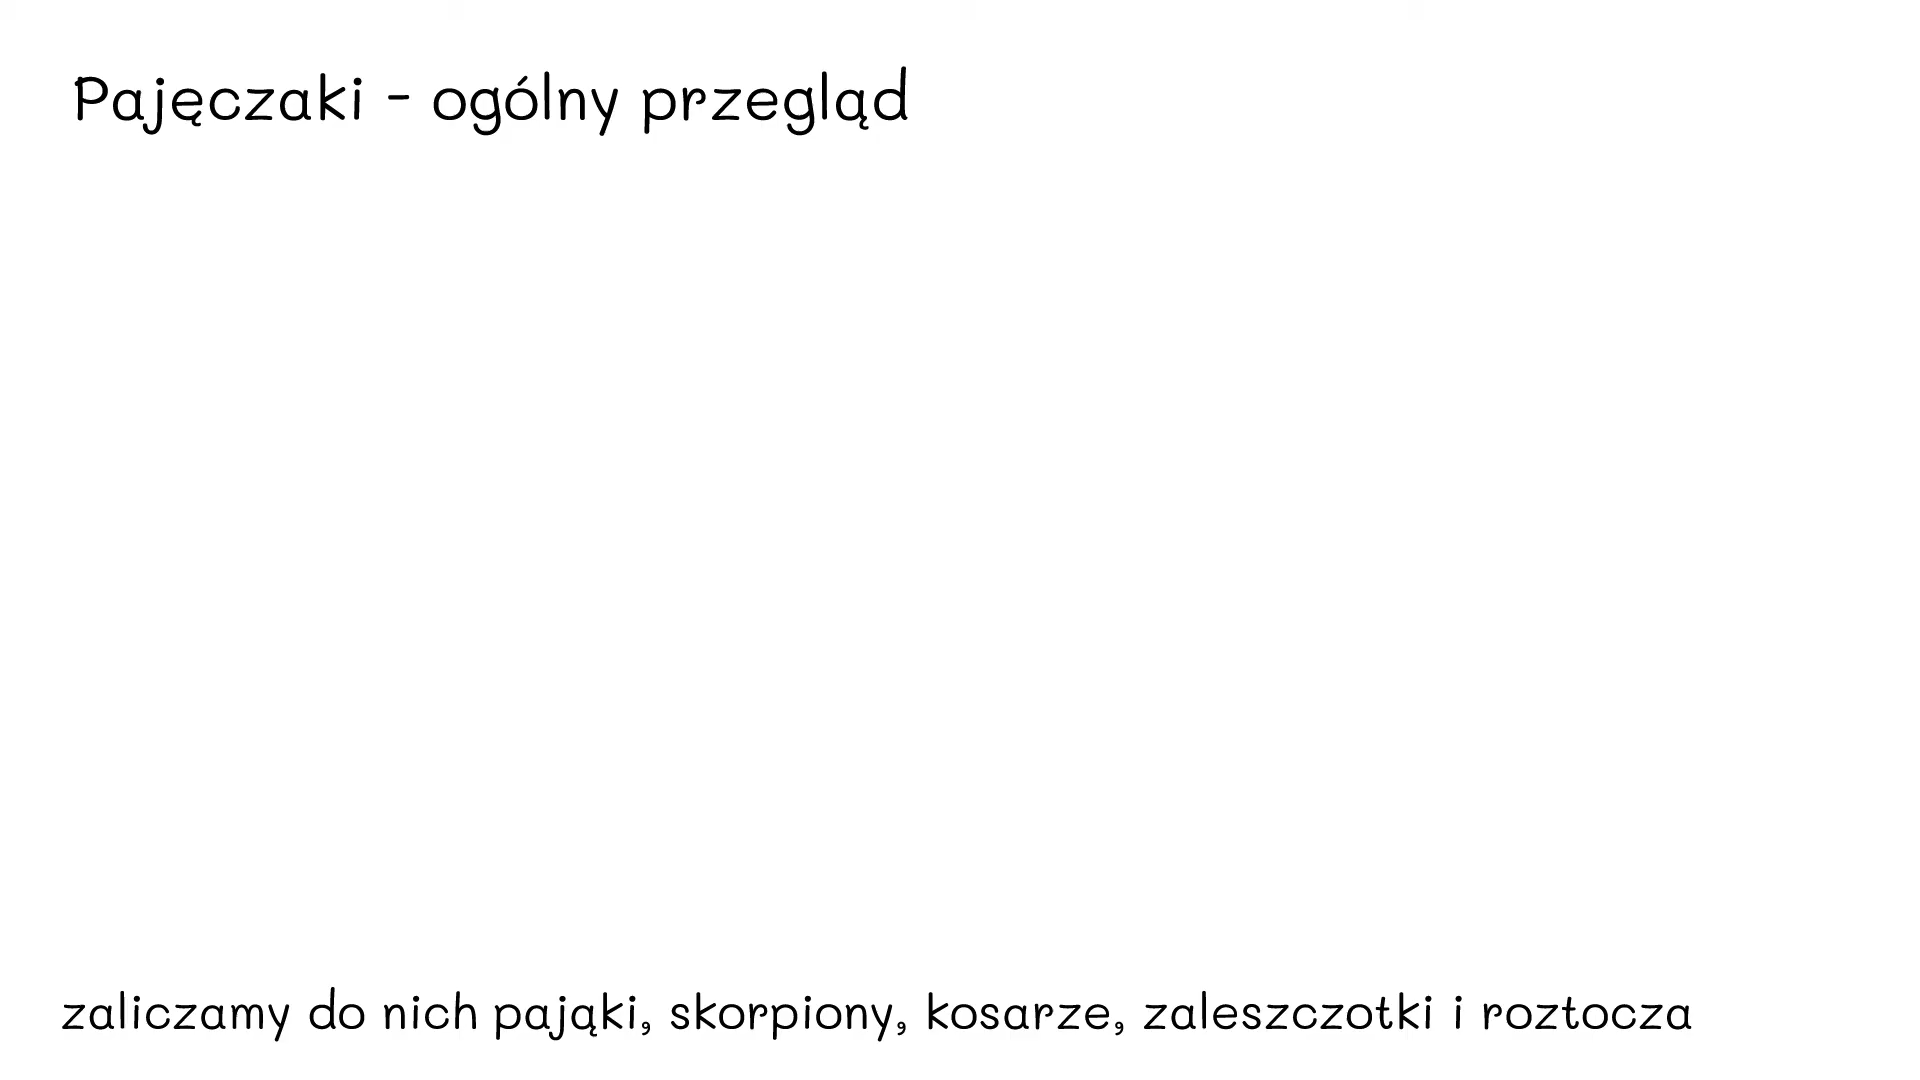 Pajęczaki - ogólny przegląd
zaliczamy do nich pająki, skorpiony, kosarze, zaleszczotki i roztocza